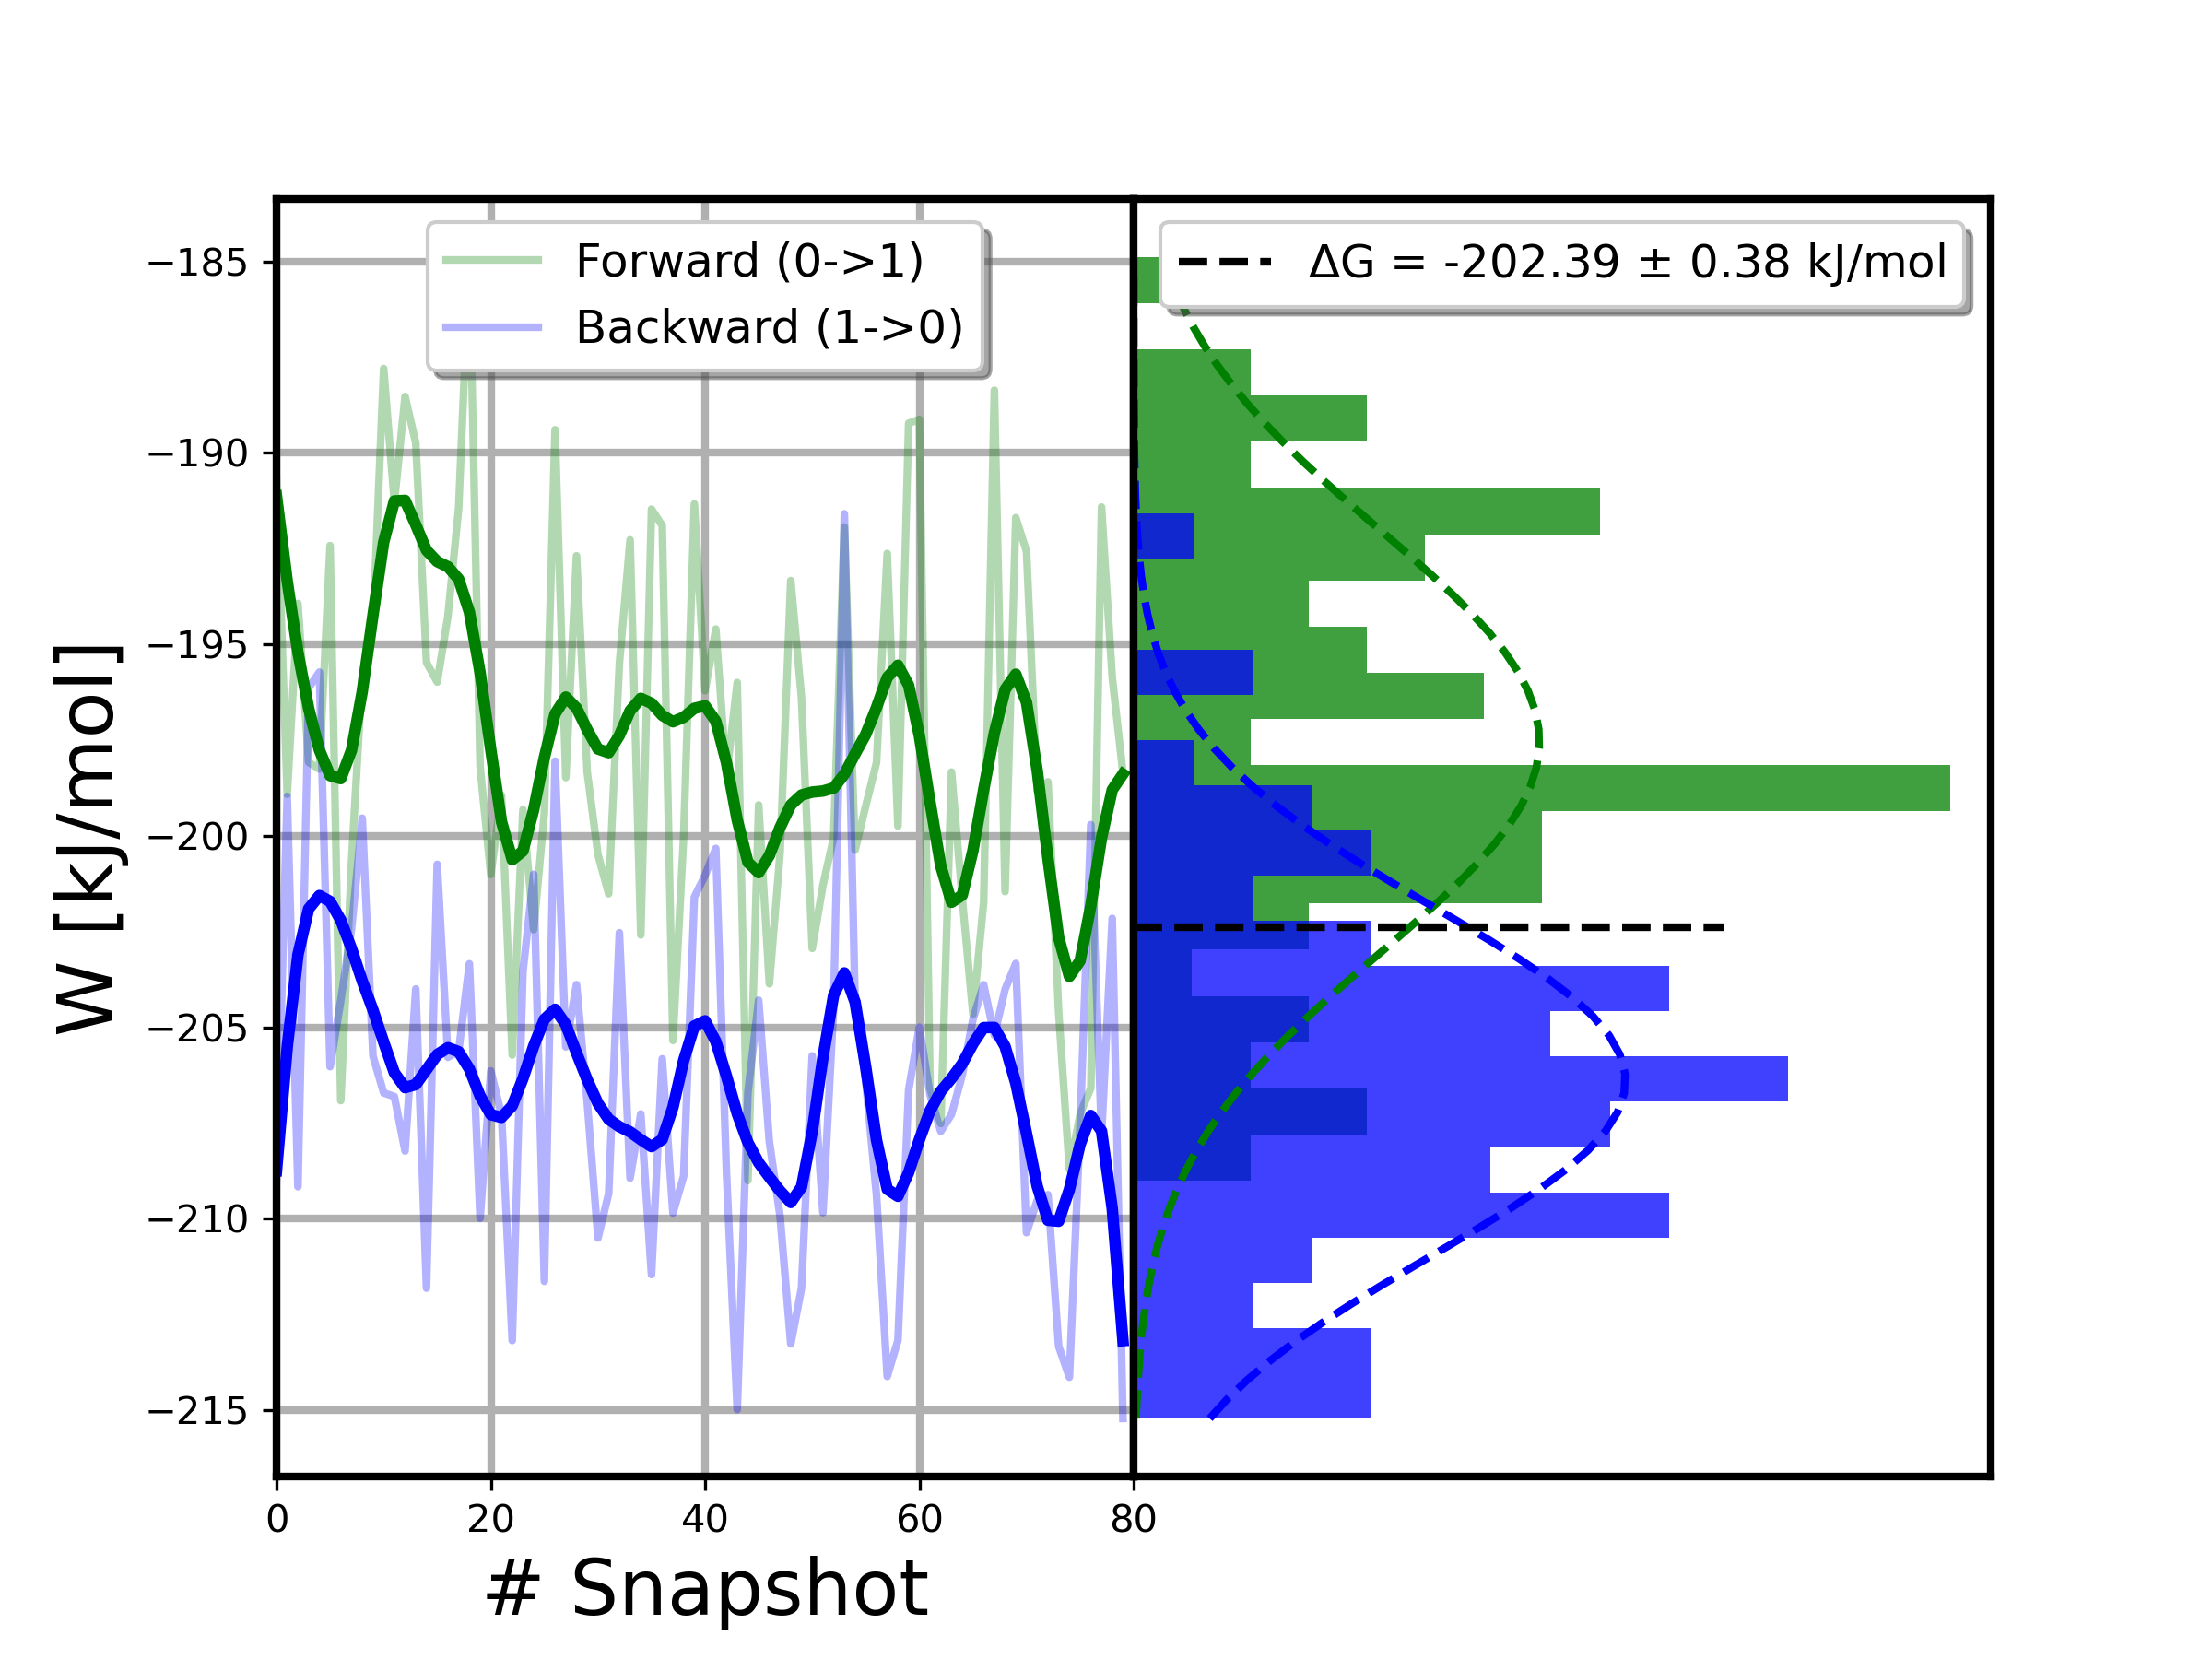 Forward (0->1)
Backward (1->0)
ΔG = -202.39 ± 0.38 kJ/mol
W [kJ/mol]
−185
−190
−195
−200
−205
−210
−215
0 20 40 60 80
# Snapshot